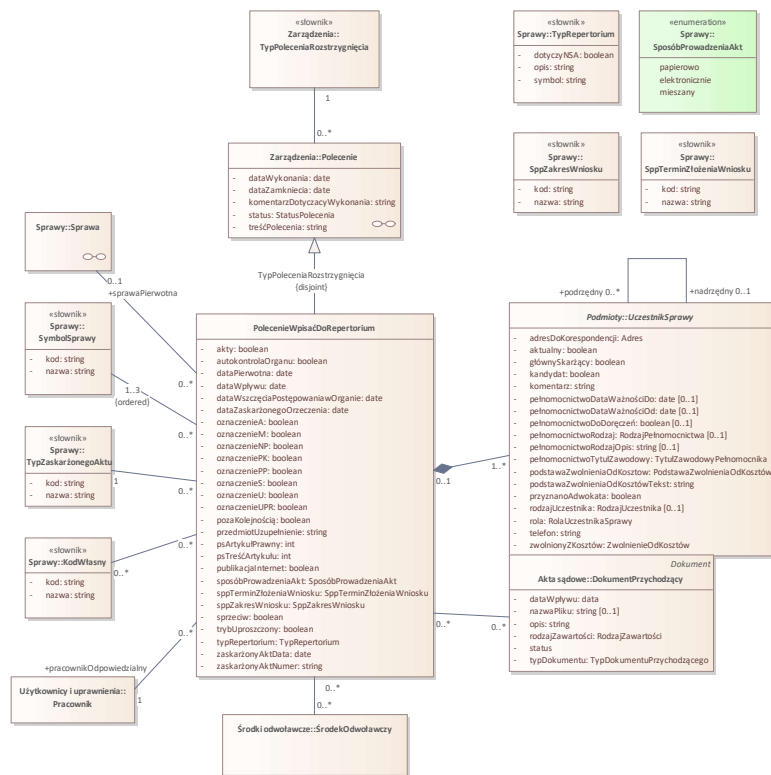 «słownik»
Zarządzenia::
TypPoleceniaRozstrzygnięcia
1
0..*
Zarządzenia::Polecenie
- dataWykonania: date
- dataZamkniecia: date
- komentarzDotyczacyWykonania: string
- status: StatusPolecenia
- treśćPolecenia: string
TypPoleceniaRozstrzygnięcia
{disjoint}
«słownik»
Sprawy::TypRepertorium
- dotyczyNSA: boolean
- opis: string
- symbol: string
«enumeration»
Sprawy::
SposóbProwadzeniaAkt
papierowo
elektronicznie
mieszany
«słownik»
Sprawy::
SppZakresWniosku
- kod: string
- nazwa: string
«słownik»
Sprawy::
SppTerminZłożeniaWniosku
- kod: string
- nazwa: string
Sprawy::Sprawa
0..1
+sprawaPierwotna
0..*
«słownik»
Sprawy::
SymbolSprawy
- kod: string
- nazwa: string
1..3
{ordered}
0..*
«słownik»
Sprawy::
TypZaskarżonegoAktu
- kod: string
- nazwa: string
1
0..*
«słownik»
Sprawy::KodWłasny
- kod: string
- nazwa: string
0..*
0..*
+pracownikOdpowiedzialny
0..*
1
Użytkownicy i uprawnienia::
Pracownik
PolecenieWpisaćDoRepertorium
- akty: boolean
- autokontrolaOrganu: boolean
- dataPierwotna: date
- dataWpływu: date
- dataWszczęciaPostępowaniawOrganie: date
- dataZaskarżonegoOrzeczenia: date
- oznaczenieA: boolean
- oznaczenieM: boolean
- oznaczenieNP: boolean
- oznaczeniePK: boolean
- oznaczeniePP: boolean
- oznaczenieS: boolean
- oznaczenieU: boolean
- oznaczenieUPR: boolean
- pozaKolejnością: boolean
- przedmiotUzupełnienie: string
- psArtykułPrawny: int
- psTreśćArtykułu: int
- publikacjaInternet: boolean
- sposóbProwadzeniaAkt: SposóbProwadzeniaAkt
- sppTerminZłożeniaWniosku: SppTerminZłożeniaWniosku
- sppZakresWniosku: SppZakresWniosku
- sprzeciw: boolean
- trybUproszczony: boolean
- typRepertorium: TypRepertorium
- zaskarżonyAktData: date
- zaskarżonyAktNumer: string
0..*
0..*
Środki odwoławcze::ŚrodekOdwoławczy
+podrzędny 0..*
+nadrzędny 0..1
Podmioty::UczestnikSprawy
- adresDoKorespondencji: Adres
- aktualny: boolean
- głównySkarżący: boolean
- kandydat: boolean
- komentarz: string
- pełnomocnictwoDataWażnościDo: date [0..1]
- pełnomocnictwoDataWażnościOd: date [0..1]
- pełnomocnictwoDoDoręczeń: boolean [0..1]
- pełnomocnictwoRodzaj: RodzajPełnomocnictwa [0..1]
- pełnomocnictwoRodzajOpis: string [0..1]
- pełnomocnictwoTytułZawodowy: TytułZawodowyPełnomocnika
- podstawaZwolnieniaOdKosztow: PodstawaZwolnieniaOdKosztów
- podstawaZwolnieniaOdKosztówTekst: string
- przyznanoAdwokata: boolean
- rodzajUczestnika: RodzajUczestnika [0..1]
- rola: RolaUczestnikaSprawy
- telefon: string
- zwolnionyZKosztów: ZwolnienieOdKosztów
0..1
1..*
Dokument
Akta sądowe::DokumentPrzychodzący
- dataWpływu: data
- nazwaPliku: string [0..1]
- opis: string
- rodzajZawartości: RodzajZawartości
- status
- typDokumentu: TypDokumentuPrzychodzącego
0..*
0..*